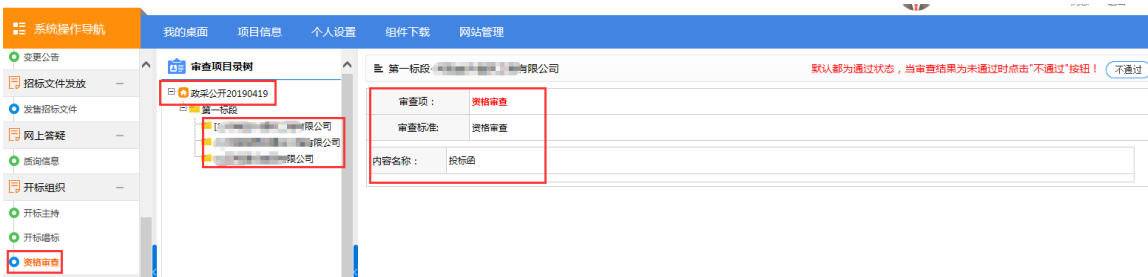 系统操作导航
我的桌面 项目信息 个人设置 组件下载 网站管理
变更公告
招标文件发放
发售招标文件
网上答疑
质询信息
开标组织
开标主持
开标唱标
资格审查
审查项目录树
政采公开20190419
第一标段
限公司
有限公司
限公司
第一标段- 有限公司
默认都为通过状态，当审查结果为未通过时点击"不通过"按钮！ 不通过
审查项： 资格审查
审查标准: 资格审查
内容名称： 投标函